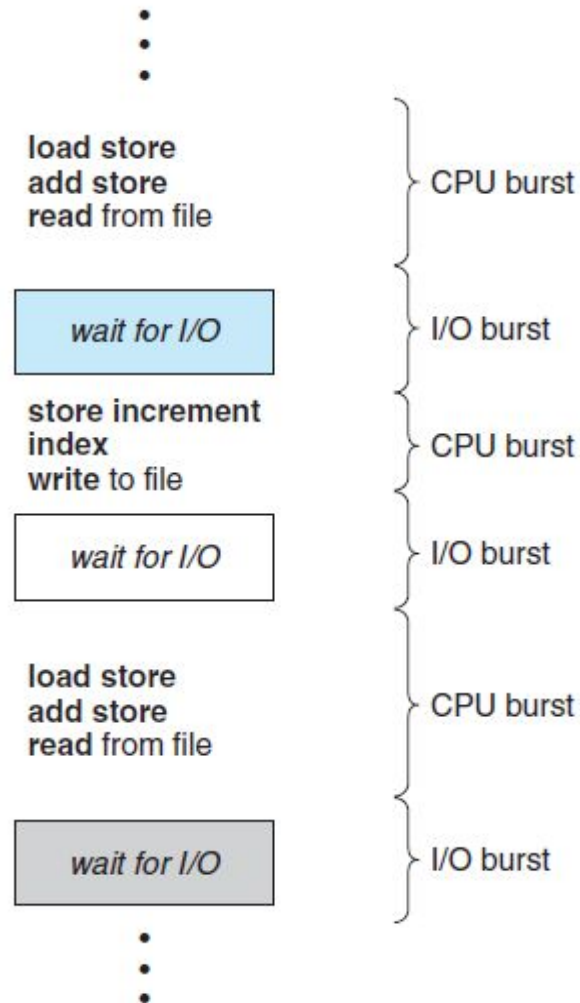 load store
add store
read from file
CPU burst
wait for I/O
I/O burst
store increment
index
write to file
CPU burst
wait for I/O
I/O burst
load store
add store
read from file
CPU burst
wait for I/O
I/O burst